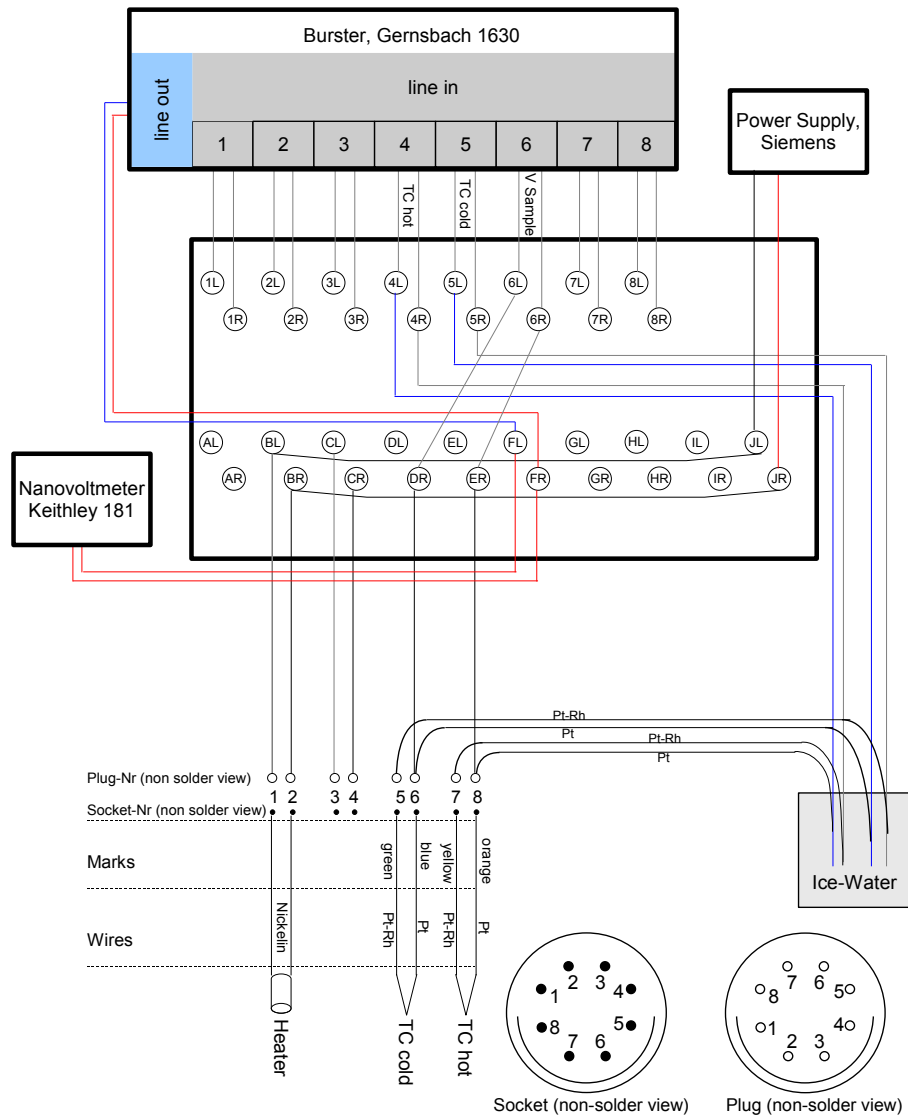 Burster, Gernsbach 1630
line out
line in
1 2 3 4 5 6 7 8
Power Supply,
Siemens
TC hot
TC cold
V Sample
1L 2L 3L 4L 5L 6L 7L 8L
1R 2R 3R 4R 5R 6R 7R 8R
AL BL CL DL EL FL GL HL IL JL
AR BR CR DR ER FR GR HR IR JR
Nanovoltmeter
Keithley 181
Pt-Rh
Pt
Pt-Rh
Pt
Plug-Nr (non solder view)
1 2 3 4 5 6 7 8
Socket-Nr (non solder view)
Marks
green
blue
yellow
orange
Ice-Water
Wires
Nickelin
Pt-Rh
Pt
Pt-Rh
Pt
Heater
TC cold
TC hot
2 3
1 4
8 5
7 6
Socket (non-solder view)
7 6
8 5
1 4
2 3
Plug (non-solder view)